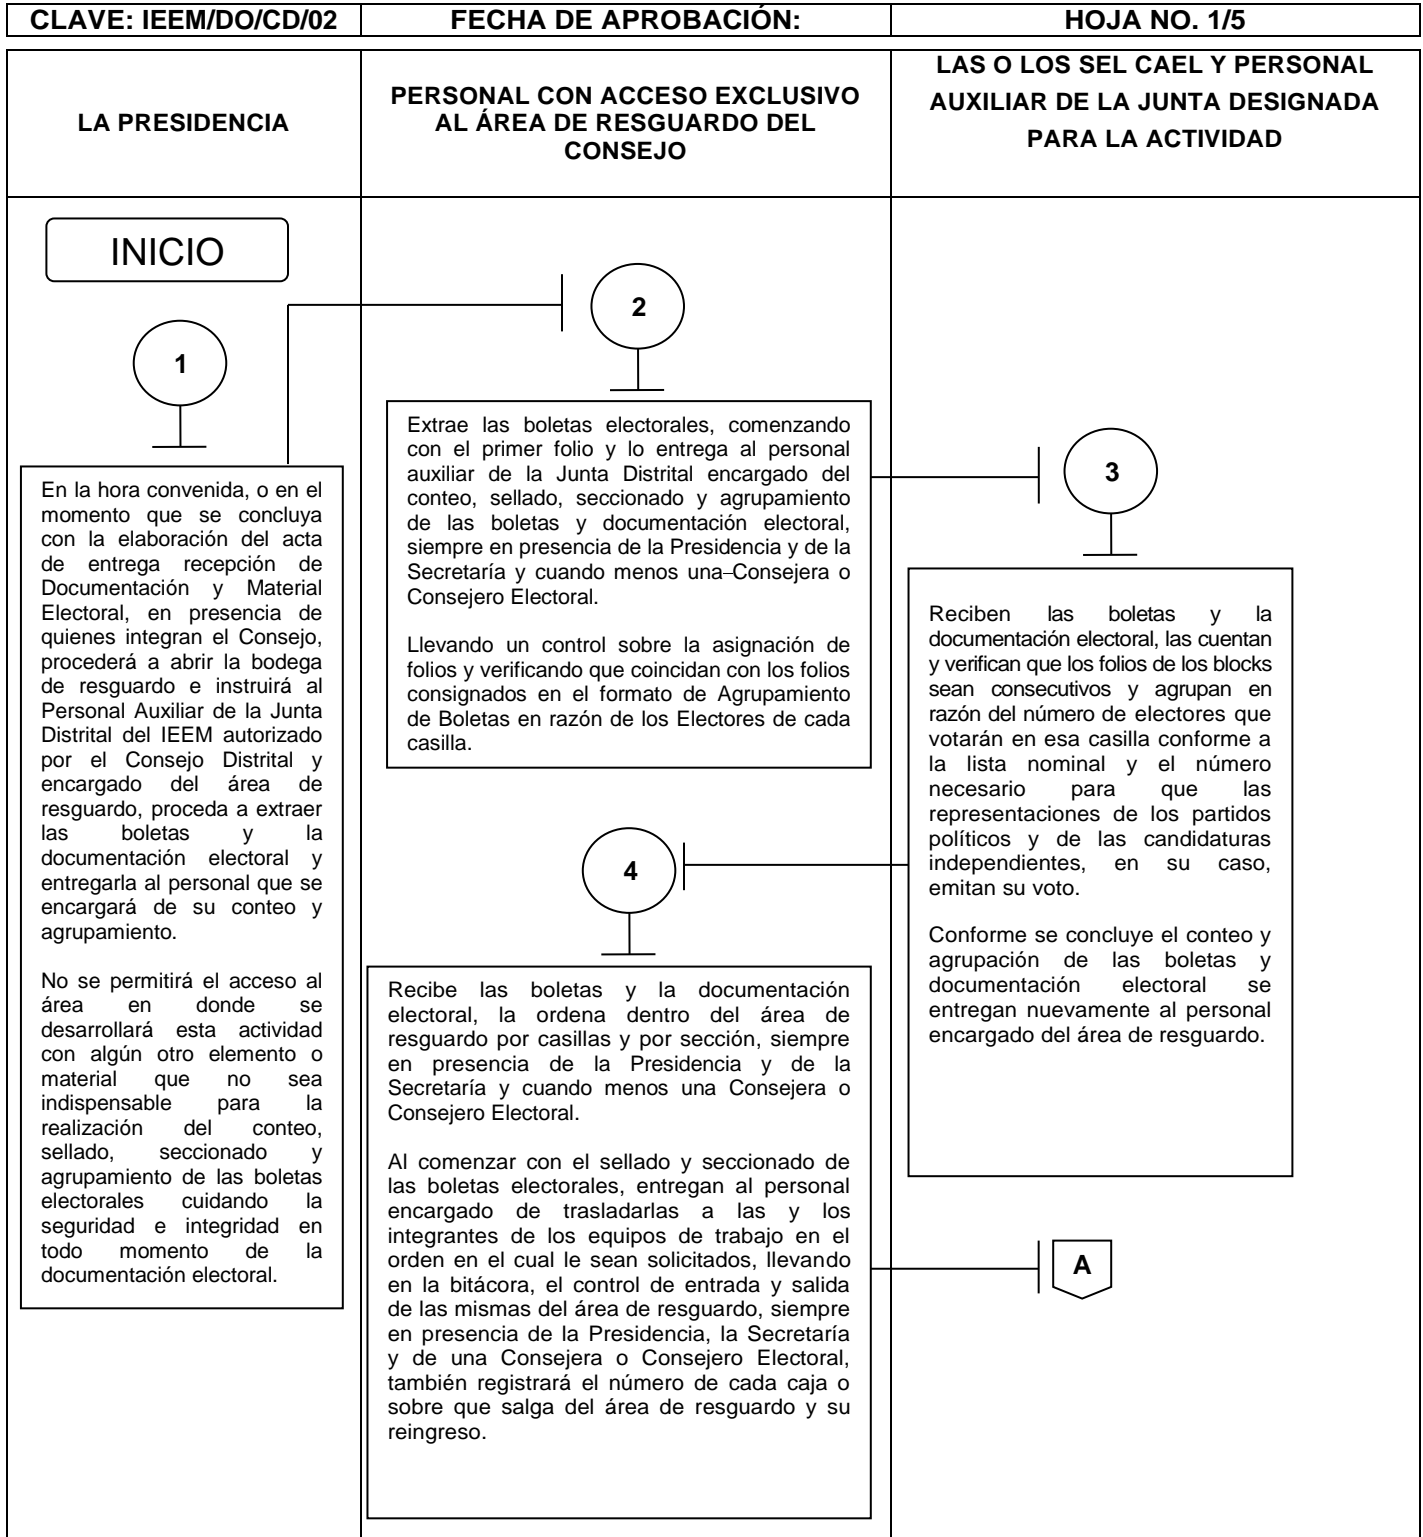 CLAVE: IEEM/DO/CD/02
FECHA DE APROBACIÓN:
HOJA NO. 1/5
LA PRESIDENCIA
PERSONAL CON ACCESO EXCLUSIVO
AL ÁREA DE RESGUARDO DEL
CONSEJO
LAS O LOS SEL CAEL Y PERSONAL
AUXILIAR DE LA JUNTA DESIGNADA
PARA LA ACTIVIDAD
INICIO
1
En la hora convenida, o en el
momento que se concluya
con la elaboración del acta
de entrega recepción de
Documentación y Material
Electoral, en presencia de
quienes integran el Consejo,
procederá a abrir la bodega
de resguardo e instruirá al
Personal Auxiliar de la Junta
Distrital del IEEM autorizado
por el Consejo Distrital y
encargado del área de
resguardo, proceda a extraer
las boletas y la
documentación electoral y
entregarla al personal que se
encargará de su conteo y
agrupamiento.
No se permitirá el acceso al
área en donde se
desarrollará esta actividad
con algún otro elemento o
material que no sea
indispensable para la
realización del conteo,
sellado, seccionado y
agrupamiento de las boletas
electorales cuidando la
seguridad e integridad en
todo momento de la
documentación electoral.
2
Extrae las boletas electorales, comenzando
con el primer folio y lo entrega al personal
auxiliar de la Junta Distrital encargado del
conteo, sellado, seccionado y agrupamiento
de las boletas y documentación electoral,
siempre en presencia de la Presidencia y de la
Secretaría y cuando menos una Consejera o
Consejero Electoral.
Llevando un control sobre la asignación de
folios y verificando que coincidan con los folios
consignados en el formato de Agrupamiento
de Boletas en razón de los Electores de cada
casilla.
3
Reciben las boletas y la
documentación electoral, las cuentan
y verifican que los folios de los blocks
sean consecutivos y agrupan en
razón del número de electores que
votarán en esa casilla conforme a
la lista nominal y el número
necesario para que las
representaciones de los partidos
políticos y de las candidaturas
independientes, en su caso,
emitan su voto.
Conforme se concluye el conteo y
agrupación de las boletas y
documentación electoral se
entregan nuevamente al personal
encargado del área de resguardo.
4
Recibe las boletas y la documentación
electoral, la ordena dentro del área de
resguardo por casillas y por sección, siempre
en presencia de la Presidencia y de la
Secretaría y cuando menos una Consejera o
Consejero Electoral.
Al comenzar con el sellado y seccionado de
las boletas electorales, entregan al personal
encargado de trasladarlas a las y los
integrantes de los equipos de trabajo en el
orden en el cual le sean solicitados, llevando
en la bitácora, el control de entrada y salida
de las mismas del área de resguardo, siempre
en presencia de la Presidencia, la Secretaría
y de una Consejera o Consejero Electoral,
también registrará el número de cada caja o
sobre que salga del área de resguardo y su
reingreso.
A